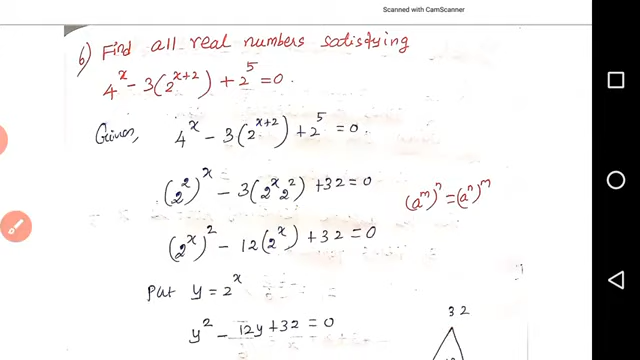 Scanned with CamScanner
6) Find all real numbers satisfying
4^x - 3(2^{x+2}) + 2^5 = 0.
Given, 4^x - 3(2^{x+2}) + 2^5 = 0.
(2^2)^x - 3(2^x 2^2) + 32 = 0
(a^m)^n = (a^n)^m
(2^x)^2 - 12(2^x) + 32 = 0
Put y = 2^x
y^2 - 12y + 32 = 0
32